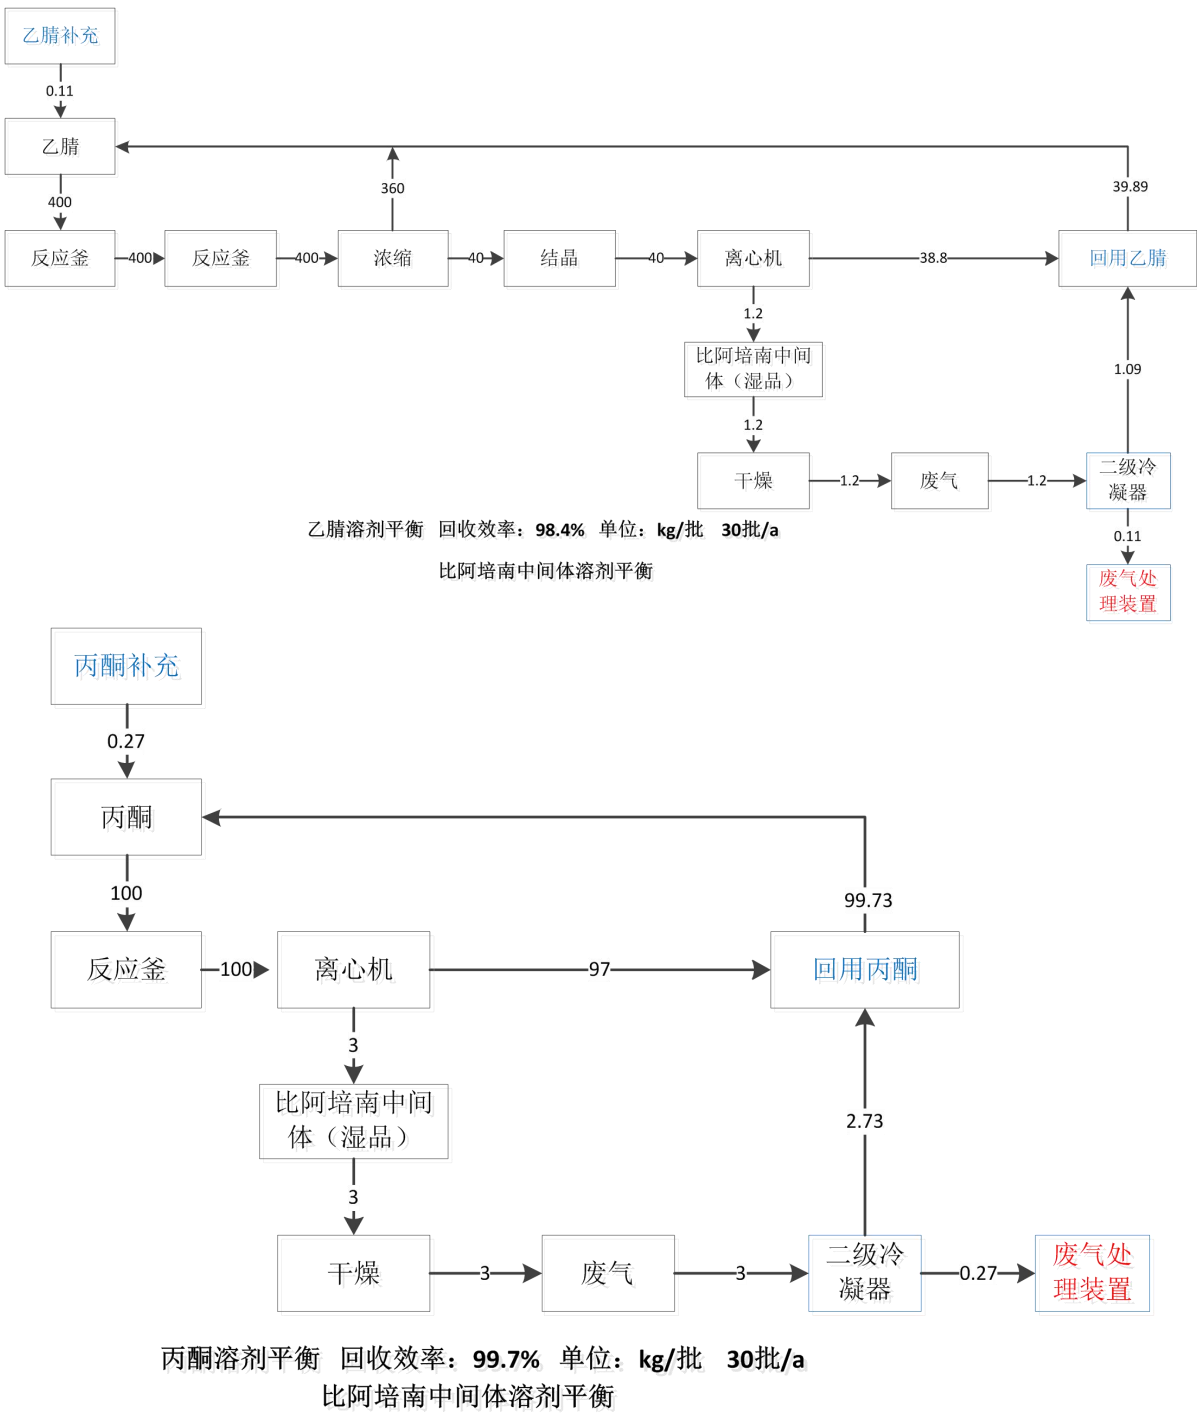 乙腈补充
0.11
乙腈
400
360
39.89
反应釜
400
反应釜
400
浓缩
40
结晶
40
离心机
38.8
回用乙腈
1.2
比阿培南中间
体（湿品）
1.09
1.2
干燥
1.2
废气
1.2
二级冷
凝器
0.11
废气处
理装置
乙腈溶剂平衡 回收效率：98.4% 单位：kg/批 30批/a
比阿培南中间体溶剂平衡
丙酮补充
0.27
丙酮
100
99.73
反应釜
100
离心机
97
回用丙酮
3
比阿培南中间
体（湿品）
2.73
3
干燥
3
废气
3
二级冷
凝器
0.27
废气处
理装置
丙酮溶剂平衡 回收效率：99.7% 单位：kg/批 30批/a
比阿培南中间体溶剂平衡